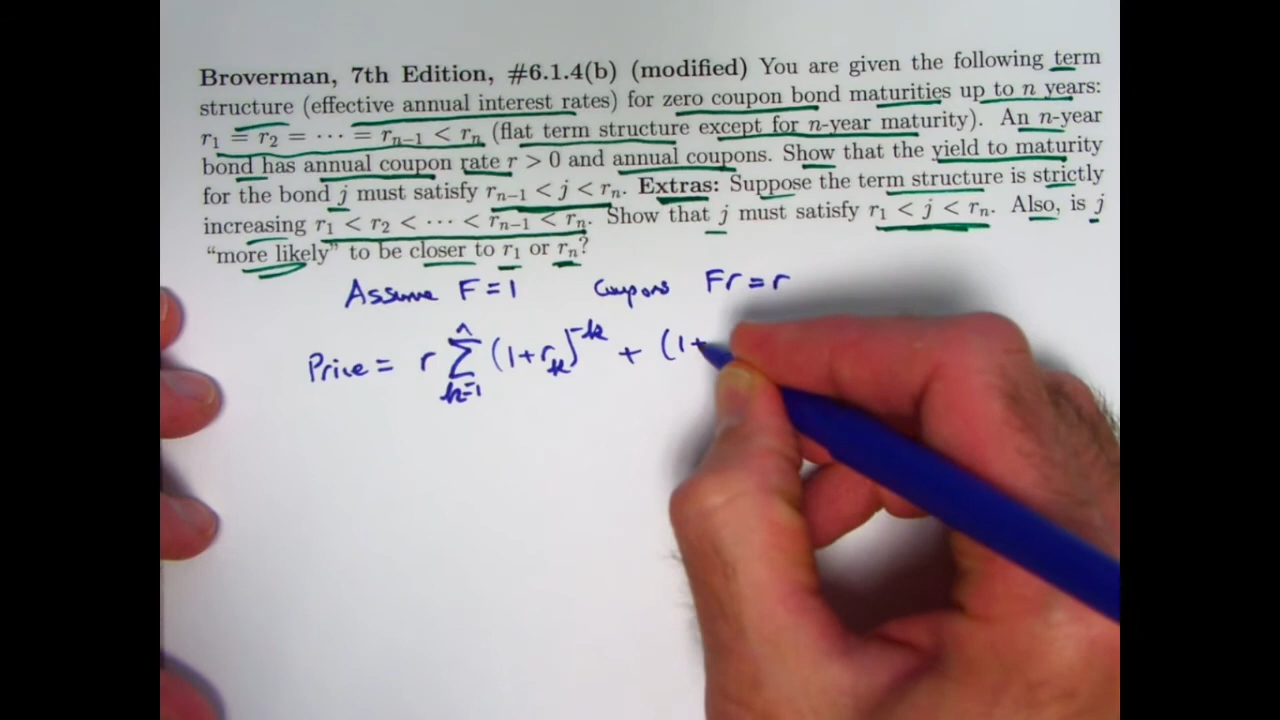 Broverman, 7th Edition, #6.1.4(b) (modified) You are given the following term
structure (effective annual interest rates) for zero coupon bond maturities up to n years:
r₁ = r₂ = ⋯ = rₙ₋₁ < rₙ (flat term structure except for n-year maturity). An n-year
bond has annual coupon rate r > 0 and annual coupons. Show that the yield to maturity
for the bond j must satisfy rₙ₋₁ < j < rₙ. Extras: Suppose the term structure is strictly
increasing r₁ < r₂ < ⋯ < rₙ₋₁ < rₙ. Show that j must satisfy r₁ < j < rₙ. Also, is j
“more likely” to be closer to r₁ or rₙ?
Assume F=1 Coupons Fr=r
Price = r ∑ₖ₌₁ⁿ (1+rₖ)⁻ᵏ + (1+